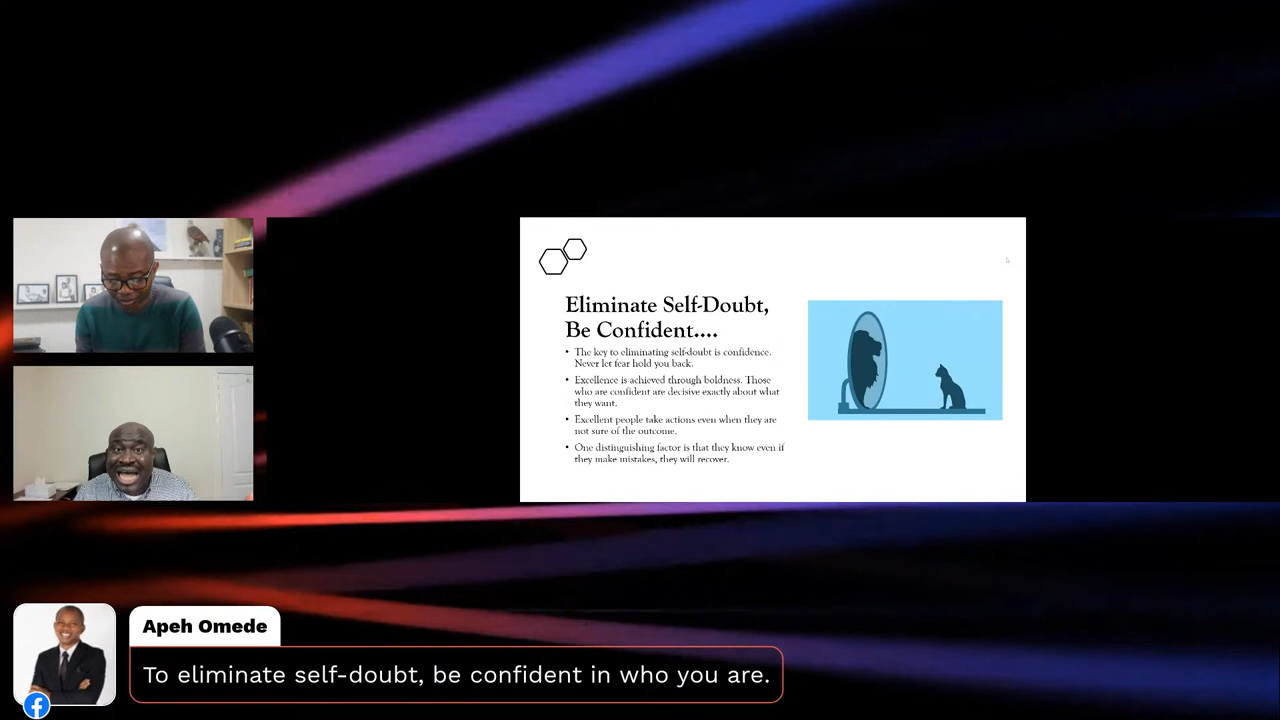 Eliminate Self-Doubt,
Be Confident....
• The key to eliminating self-doubt is confidence.
Never let fear hold you back.
• Excellence is achieved through boldness. Those
who are confident are decisive exactly about what
they want.
• Excellent people take actions even when they are
not sure of the outcome.
• One distinguishing factor is that they know even if
they make mistakes, they will recover.
Apeh Omede
To eliminate self-doubt, be confident in who you are.